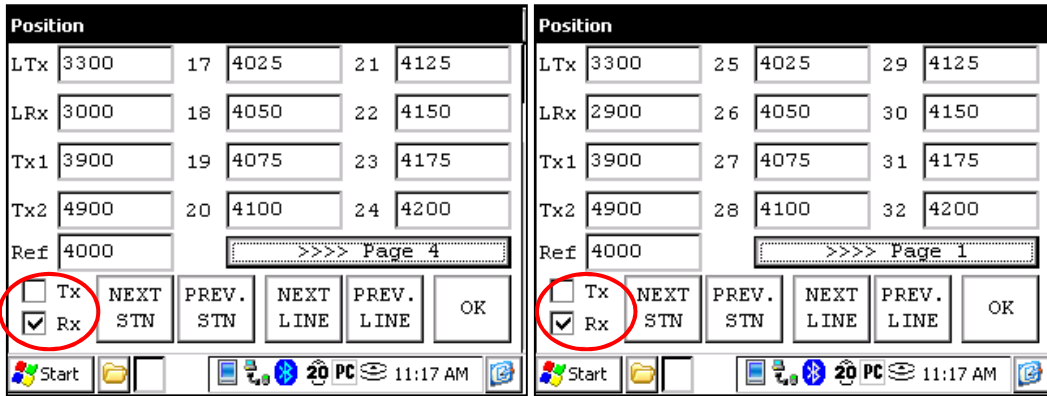 Position
LTx 3300 17 4025 21 4125
LRx 3000 18 4050 22 4150
Tx1 3900 19 4075 23 4175
Tx2 4900 20 4100 24 4200
Ref 4000 >>>> Page 4
Tx
Rx
NEXT STN
PREV. STN
NEXT LINE
PREV. LINE
OK
Start 20 PC 11:17 AM
Position
LTx 3300 25 4025 29 4125
LRx 2900 26 4050 30 4150
Tx1 3900 27 4075 31 4175
Tx2 4900 28 4100 32 4200
Ref 4000 >>>> Page 1
Tx
Rx
NEXT STN
PREV. STN
NEXT LINE
PREV. LINE
OK
Start 20 PC 11:17 AM